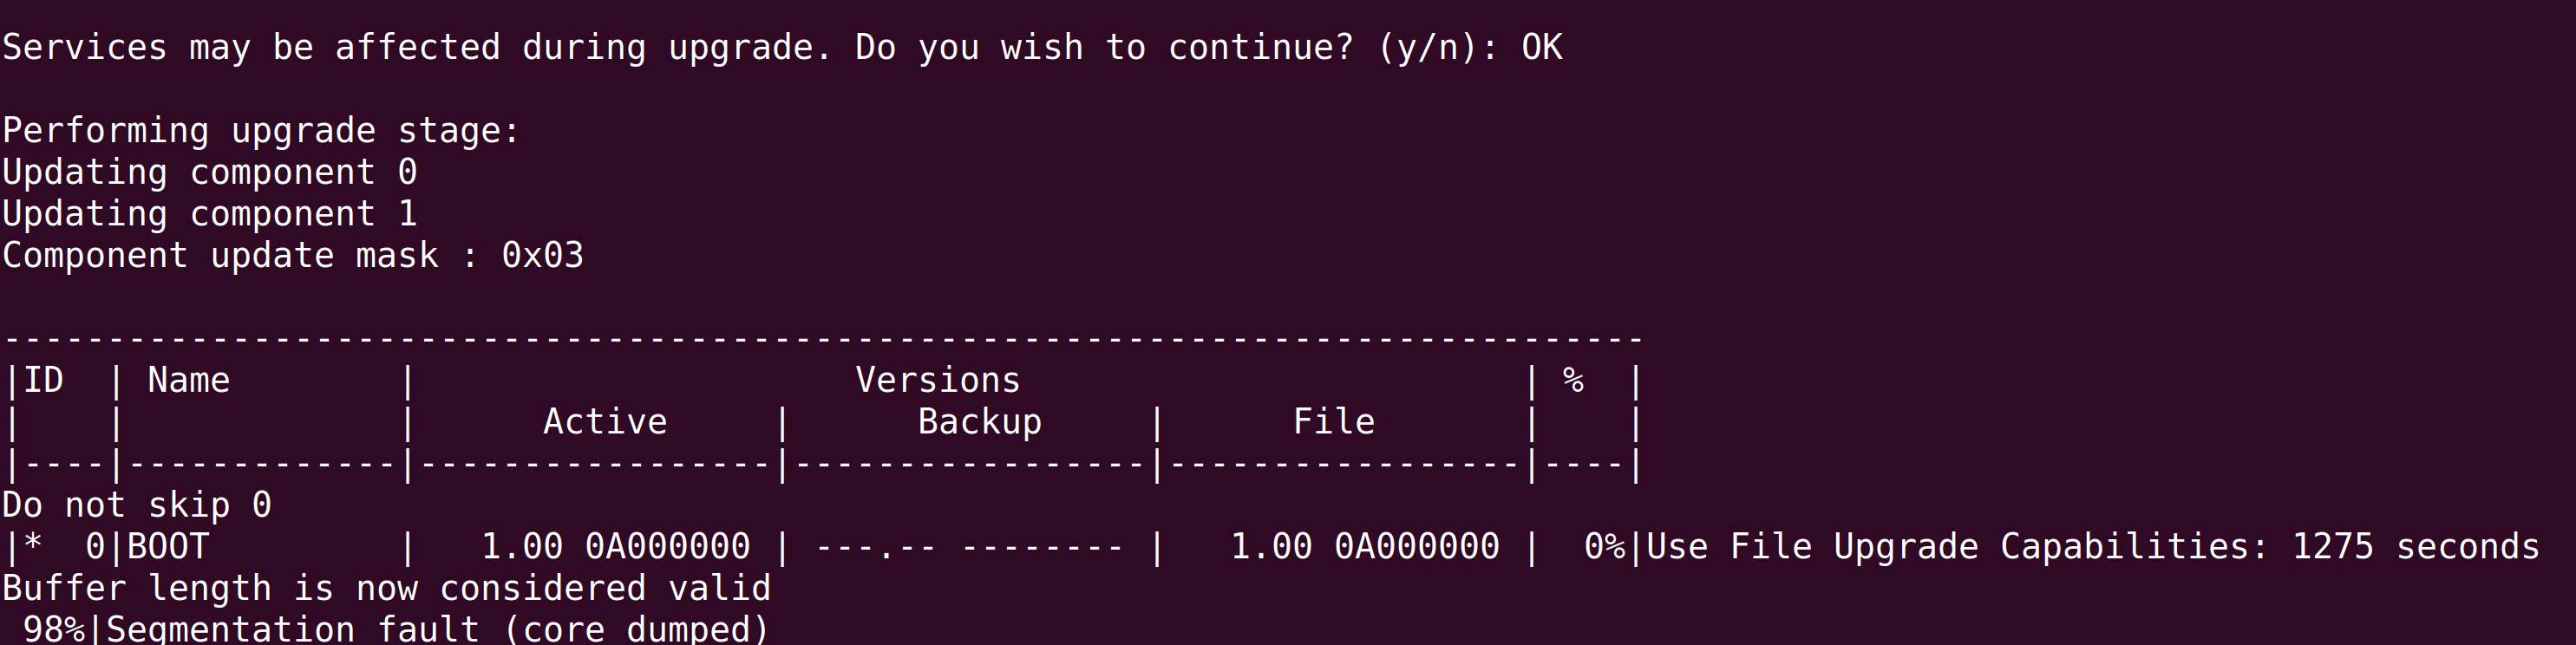 Services may be affected during upgrade. Do you wish to continue? (y/n): OK
Performing upgrade stage:
Updating component 0
Updating component 1
Component update mask : 0x03
-------------------------------------------------------------------------------
|ID  | Name        |                     Versions                        | %  |
|    |             |      Active     |      Backup     |      File       |    |
|----|-------------|-----------------|-----------------|-----------------|----|
Do not skip 0
|*  0|BOOT         |   1.00 0A000000 | ---.-- -------- |   1.00 0A000000 |  0%|Use File Upgrade Capabilities: 1275 seconds
Buffer length is now considered valid
 98%|Segmentation fault (core dumped)